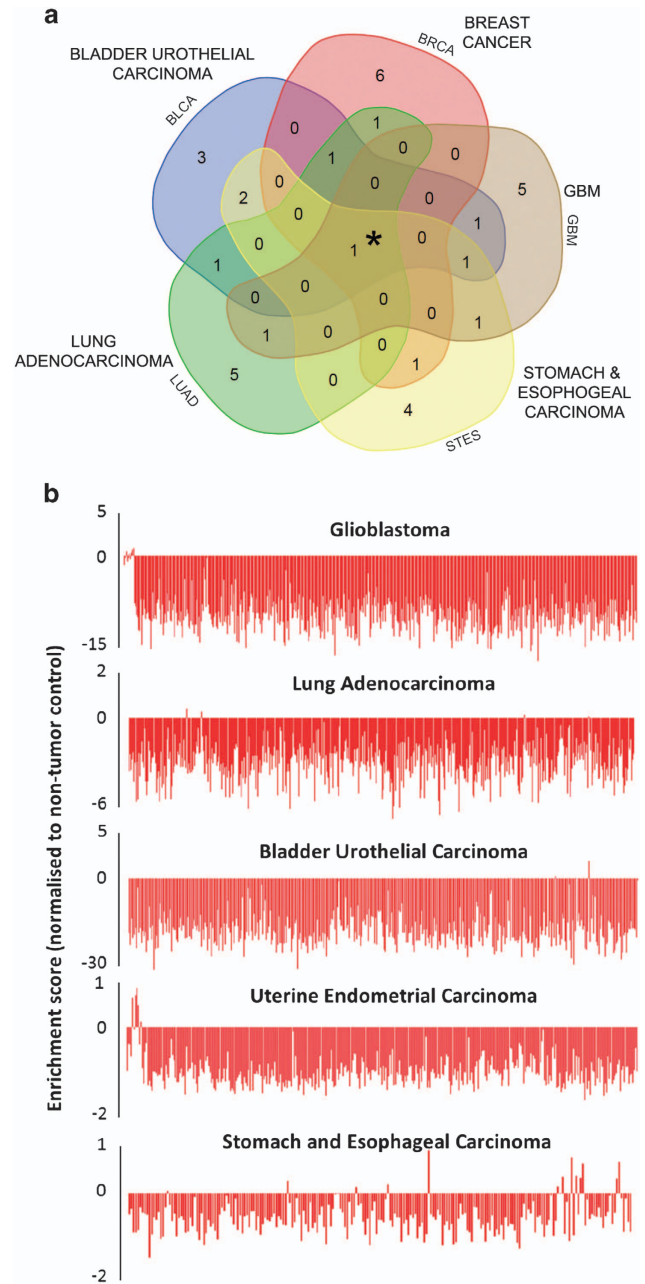 a
BREAST
CANCER
BRCA
BLADDER UROTHELIAL
CARCINOMA
BLCA
6
1
0
0
1
0
3
0
0
5
GBM
GBM
2
0
0
1
0
1 *
0
1
0
1
0
0
0
0
1
0
1
0
LUNG
ADENOCARCINOMA
LUAD
5
0
1
STOMACH &
ESOPHOGEAL
CARCINOMA
4
STES
b
Enrichment score (normalised to non-tumor control)
Glioblastoma
5
0
-15
Lung Adenocarcinoma
2
0
-6
Bladder Urothelial Carcinoma
5
0
-30
Uterine Endometrial Carcinoma
1
0
-2
Stomach and Esophageal Carcinoma
1
0
-2